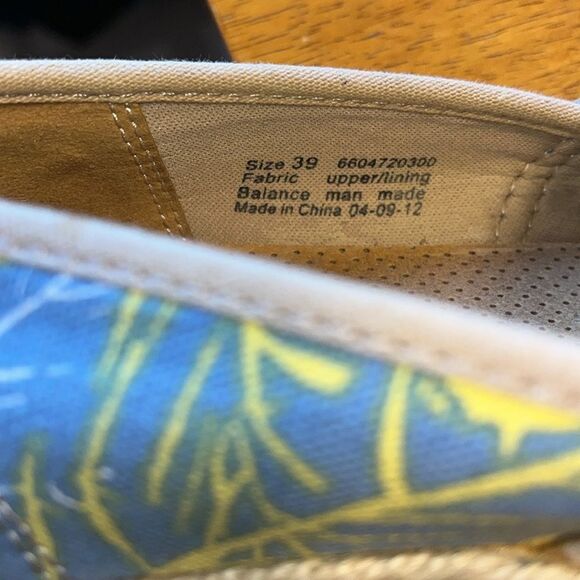 Size 39 6604720300
Fabric upper/lining
Balance man made
Made in China 04-09-12